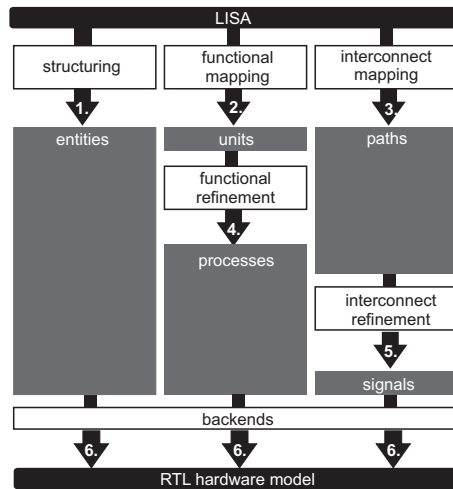 LISA
structuring
functional
mapping
interconnect
mapping
1.
2.
3.
entities
units
paths
functional
refinement
4.
processes
interconnect
refinement
5.
signals
backends
6.
6.
6.
RTL hardware model